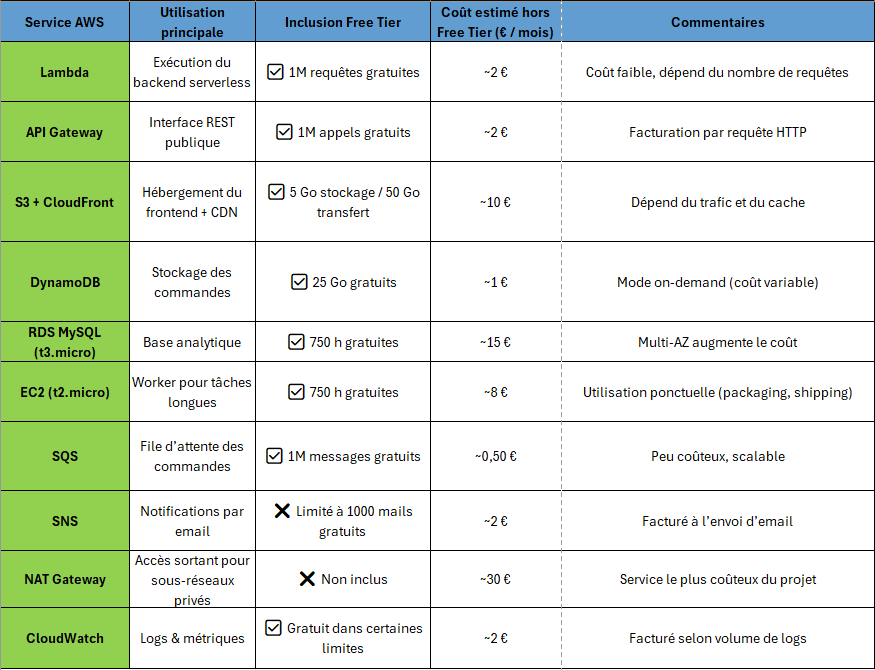 Service AWS
Utilisation
principale
Inclusion Free Tier
Coût estimé hors
Free Tier (€ / mois)
Commentaires
Lambda
Exécution du
backend serverless
1M requêtes gratuites
~2 €
Coût faible, dépend du nombre de requêtes
API Gateway
Interface REST
publique
1M appels gratuits
~2 €
Facturation par requête HTTP
S3 + CloudFront
Hébergement du
frontend + CDN
5 Go stockage / 50 Go
transfert
~10 €
Dépend du trafic et du cache
DynamoDB
Stockage des
commandes
25 Go gratuits
~1 €
Mode on-demand (coût variable)
RDS MySQL
(t3.micro)
Base analytique
750 h gratuites
~15 €
Multi-AZ augmente le coût
EC2 (t2.micro)
Worker pour tâches
longues
750 h gratuites
~8 €
Utilisation ponctuelle (packaging, shipping)
SQS
File d’attente des
commandes
1M messages gratuits
~0,50 €
Peu coûteux, scalable
SNS
Notifications par
email
Limité à 1000 mails
gratuits
~2 €
Facturé à l’envoi d’email
NAT Gateway
Accès sortant pour
sous-réseaux
privés
Non inclus
~30 €
Service le plus coûteux du projet
CloudWatch
Logs & métriques
Gratuit dans certaines
limites
~2 €
Facturé selon volume de logs